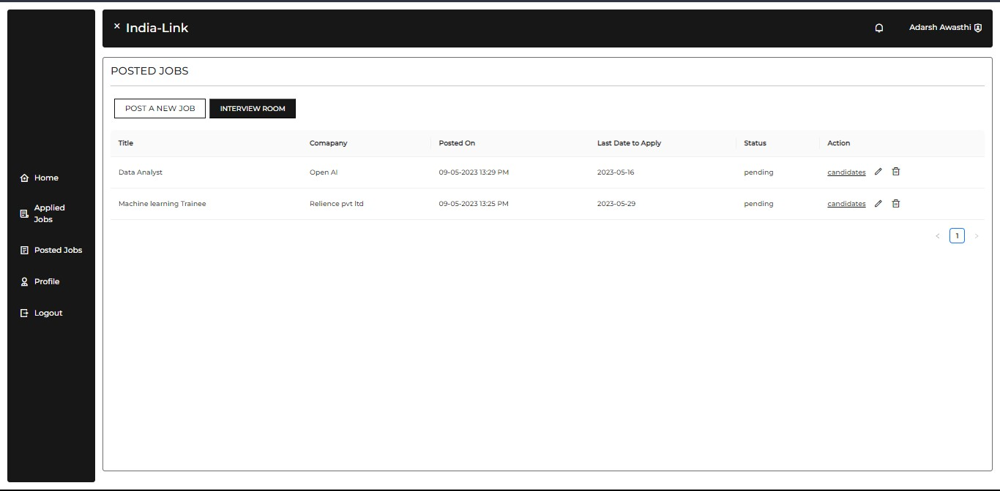 × India-Link
Adarsh Awasthi
Home
Applied
Jobs
Posted Jobs
Profile
Logout
POSTED JOBS
POST A NEW JOB INTERVIEW ROOM
Title Comapany Posted On Last Date to Apply Status Action
Data Analyst Open AI 09-05-2023 13:29 PM 2023-05-16 pending candidates
Machine learning Trainee Relience pvt ltd 09-05-2023 13:25 PM 2023-05-29 pending candidates
< 1 >